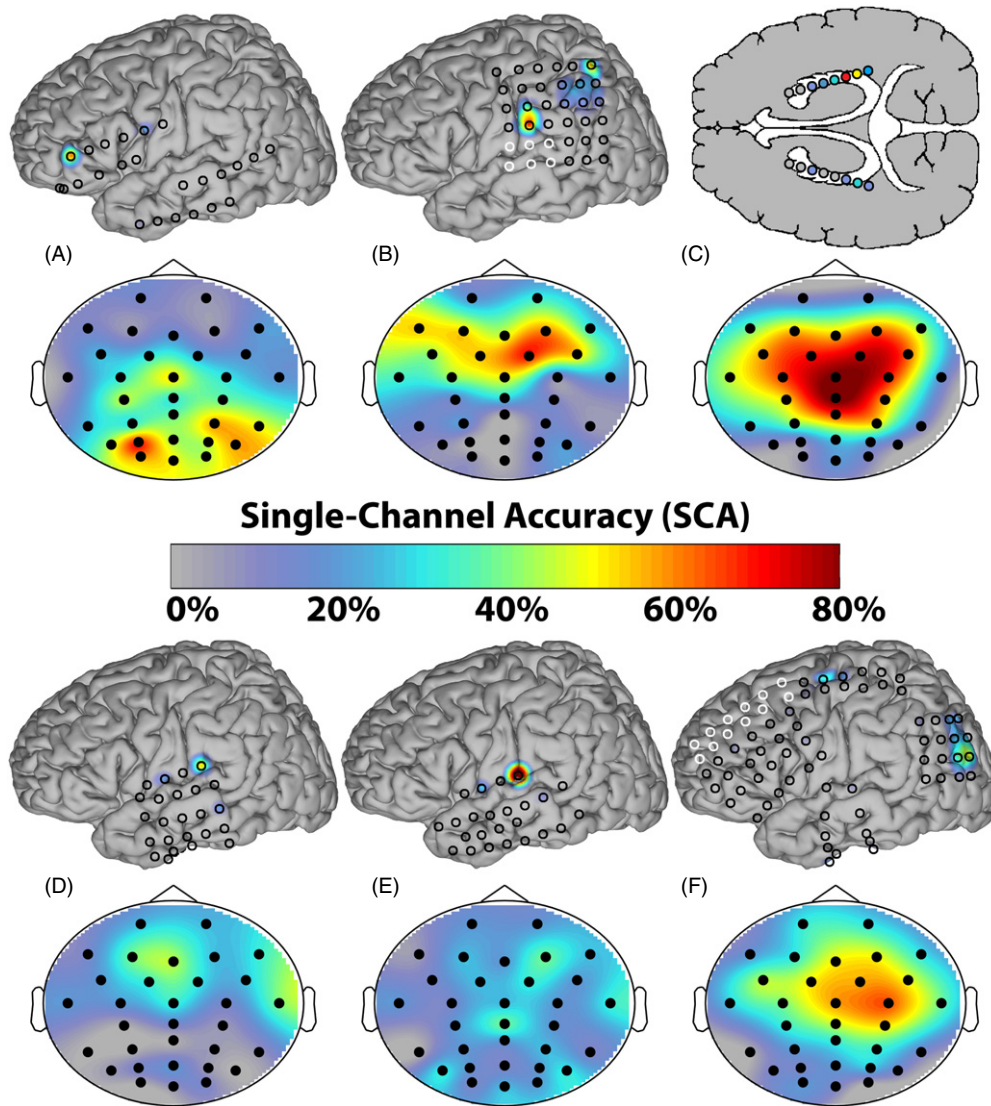 (A)
(B)
(C)
Single-Channel Accuracy (SCA)
0% 20% 40% 60% 80%
(D)
(E)
(F)